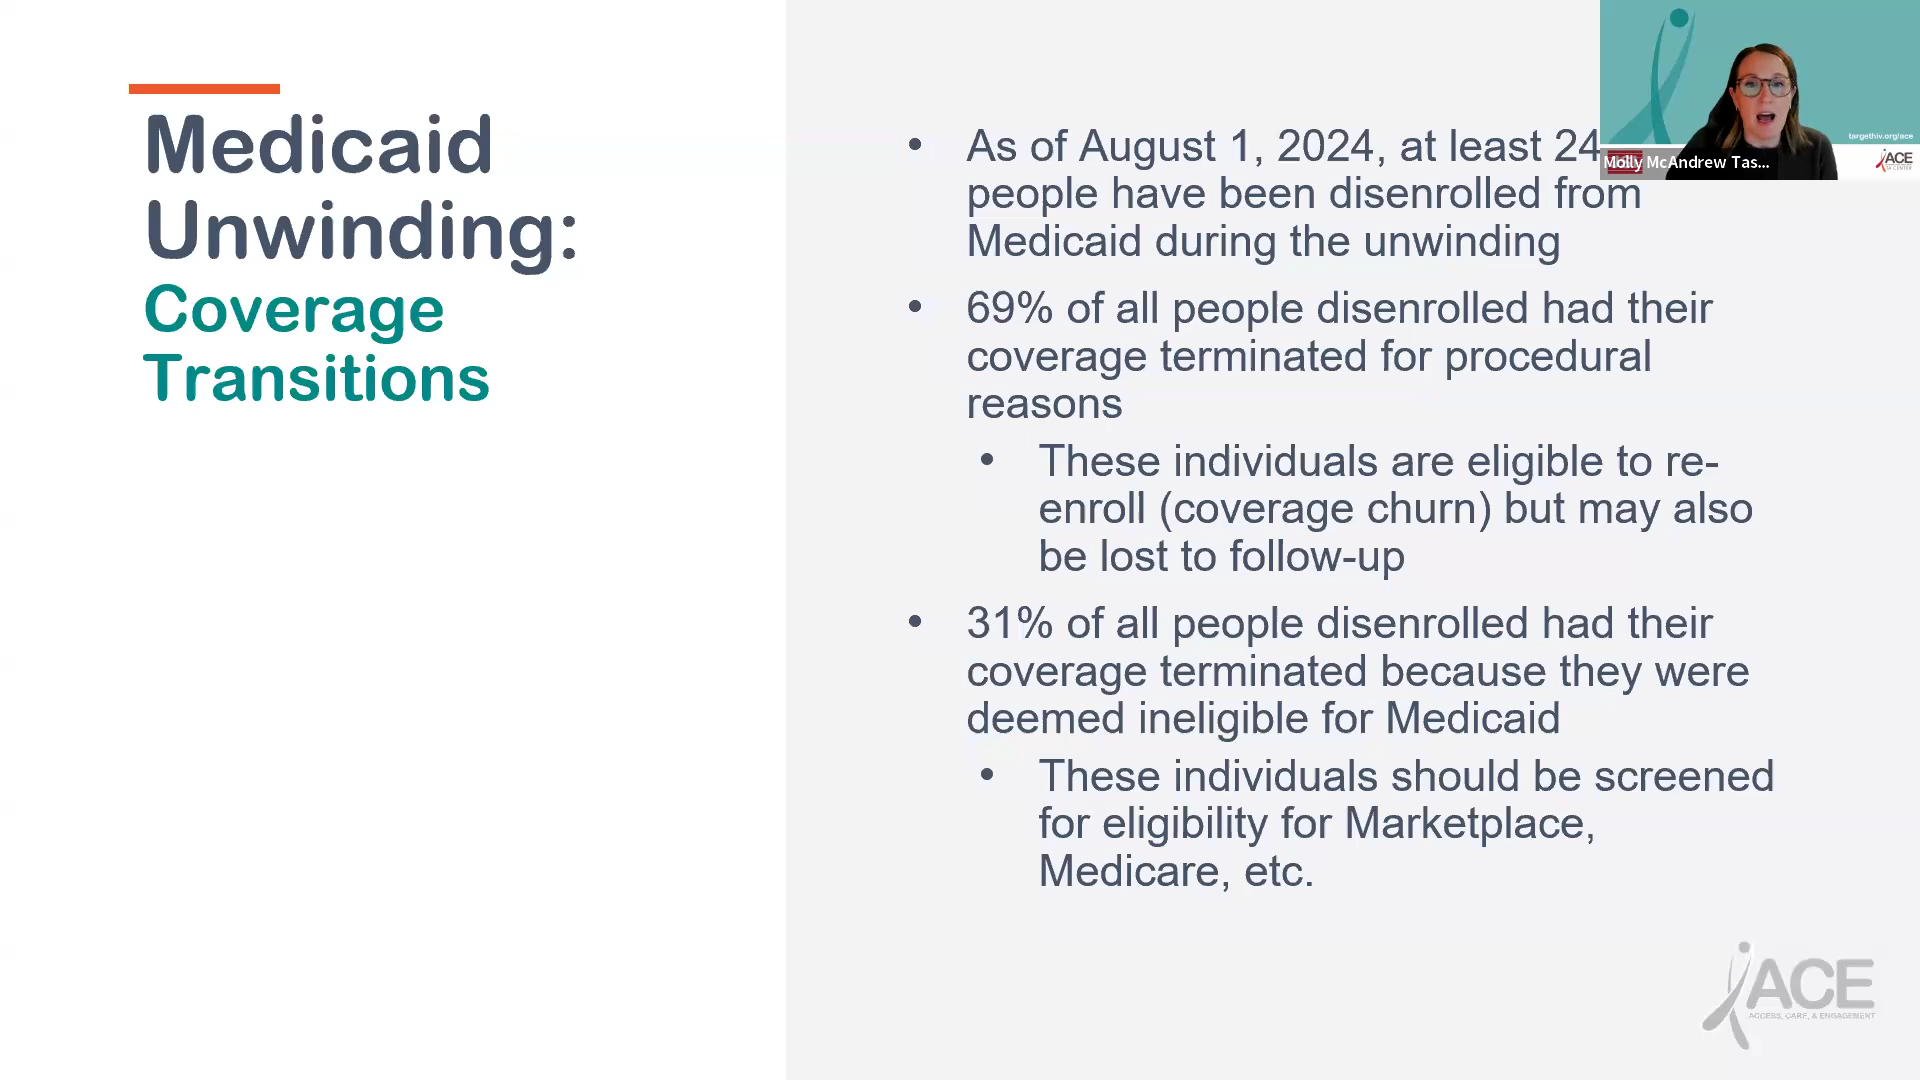 Medicaid
Unwinding:
Coverage
Transitions
• As of August 1, 2024, at least 24
people have been disenrolled from
Medicaid during the unwinding
• 69% of all people disenrolled had their
coverage terminated for procedural
reasons
• These individuals are eligible to re-
enroll (coverage churn) but may also
be lost to follow-up
• 31% of all people disenrolled had their
coverage terminated because they were
deemed ineligible for Medicaid
• These individuals should be screened
for eligibility for Marketplace,
Medicare, etc.
targethiv.org/ace
Molly McAndrew Tas...
ACE
TA CENTER
ACE
ACCESS, CARE, & ENGAGEMENT